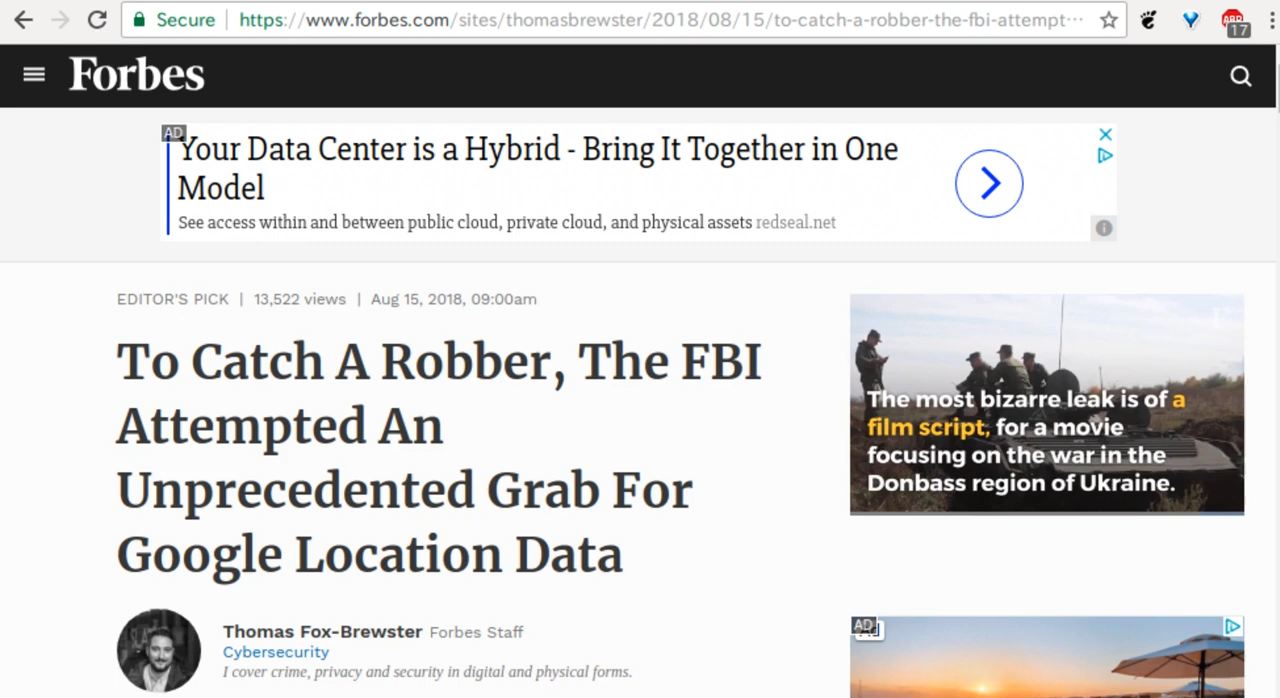 Secure
https://www.forbes.com/sites/thomasbrewster/2018/08/15/to-catch-a-robber-the-fbi-attempt···
ABP
17
Forbes
AD
Your Data Center is a Hybrid - Bring It Together in One
Model
See access within and between public cloud, private cloud, and physical assets redseal.net
EDITOR'S PICK | 13,522 views | Aug 15, 2018, 09:00am
To Catch A Robber, The FBI
Attempted An
Unprecedented Grab For
Google Location Data
Thomas Fox-Brewster Forbes Staff
Cybersecurity
I cover crime, privacy and security in digital and physical forms.
The most bizarre leak is of a
film script, for a movie
focusing on the war in the
Donbass region of Ukraine.
AD